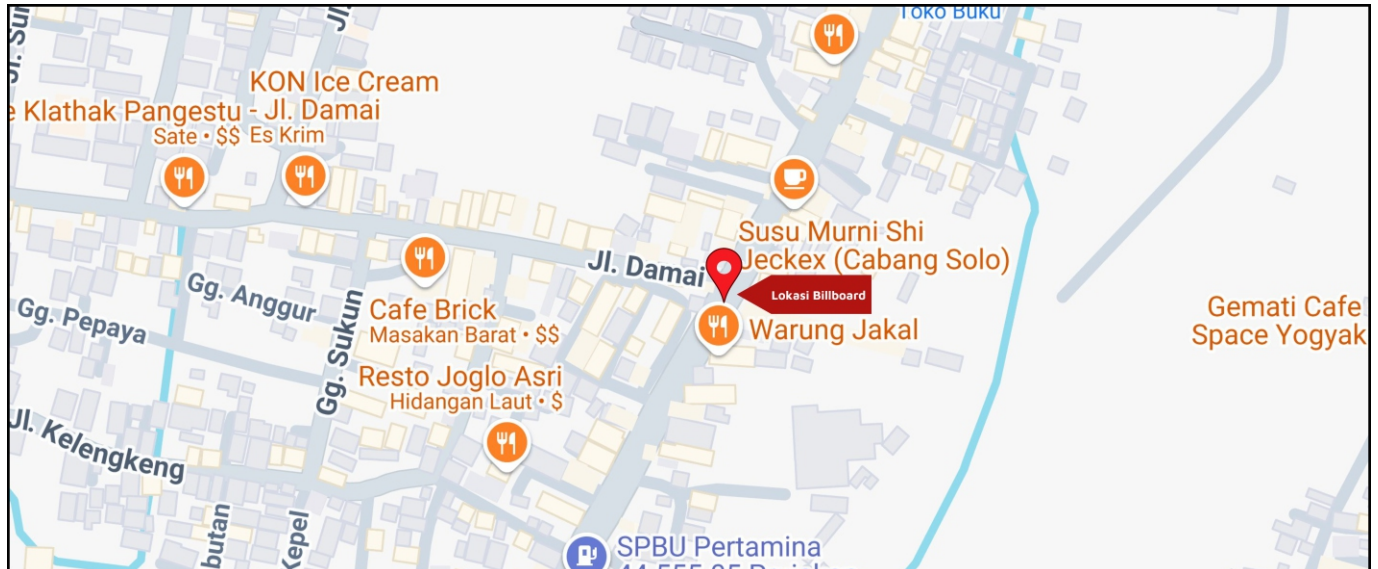 Toko Buku
KON Ice Cream
Klathak Pangestu - Jl. Damai
Sate • $$ Es Krim
Susu Murni Shi
Jeckex (Cabang Solo)
Jl. Damai
Lokasi Billboard
Gg. Anggur
Gg. Pepaya
Gg. Sukun
Cafe Brick
Masakan Barat • $$
Warung Jakal
Gemati Cafe
Space Yogyak
Resto Joglo Asri
Hidangan Laut • $
Jl. Kelengkeng
butan
Kepel
SPBU Pertamina